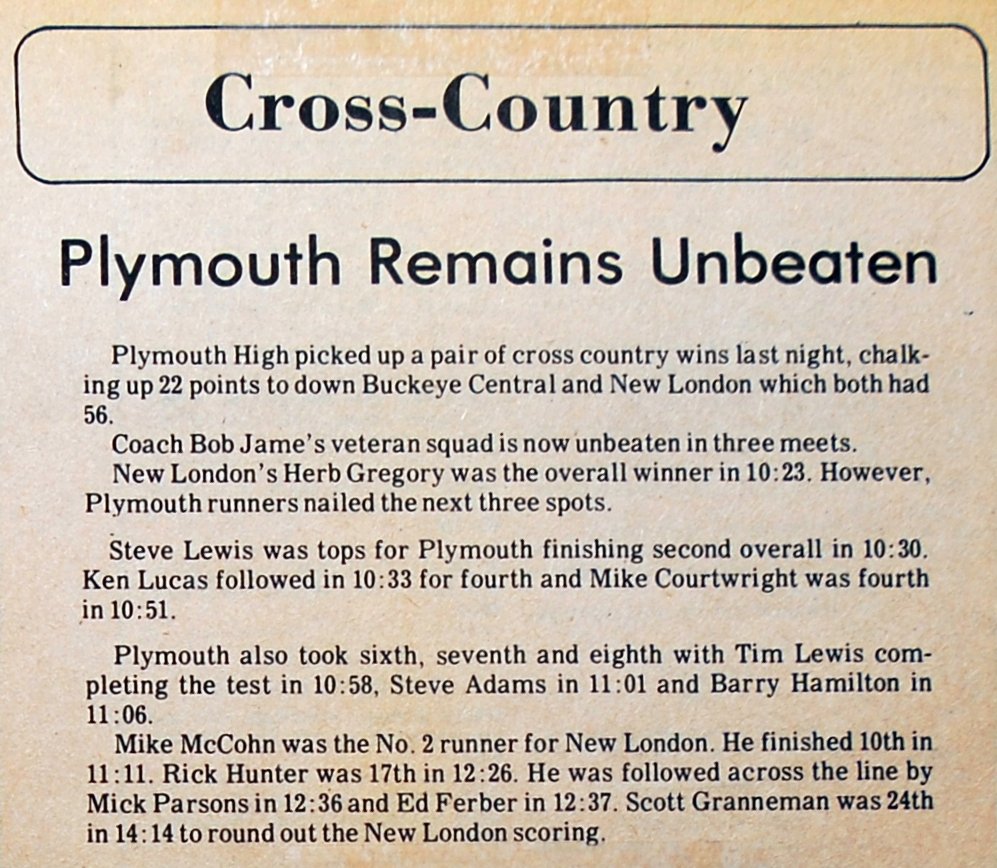 Cross-Country
Plymouth Remains Unbeaten
Plymouth High picked up a pair of cross country wins last night, chalk-
ing up 22 points to down Buckeye Central and New London which both had
56.
Coach Bob Jame's veteran squad is now unbeaten in three meets.
New London's Herb Gregory was the overall winner in 10:23. However,
Plymouth runners nailed the next three spots.
Steve Lewis was tops for Plymouth finishing second overall in 10:30.
Ken Lucas followed in 10:33 for fourth and Mike Courtwright was fourth
in 10:51.
Plymouth also took sixth, seventh and eighth with Tim Lewis com-
pleting the test in 10:58, Steve Adams in 11:01 and Barry Hamilton in
11:06.
Mike McCohn was the No. 2 runner for New London. He finished 10th in
11:11. Rick Hunter was 17th in 12:26. He was followed across the line by
Mick Parsons in 12:36 and Ed Ferber in 12:37. Scott Granneman was 24th
in 14:14 to round out the New London scoring.